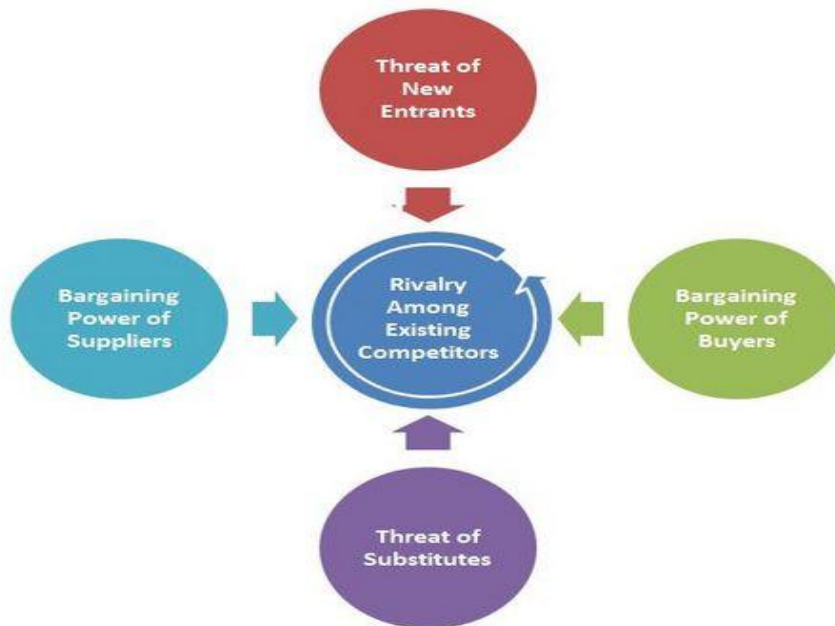 Threat of
New
Entrants
Bargaining
Power of
Suppliers
Rivalry
Among
Existing
Competitors
Bargaining
Power of
Buyers
Threat of
Substitutes